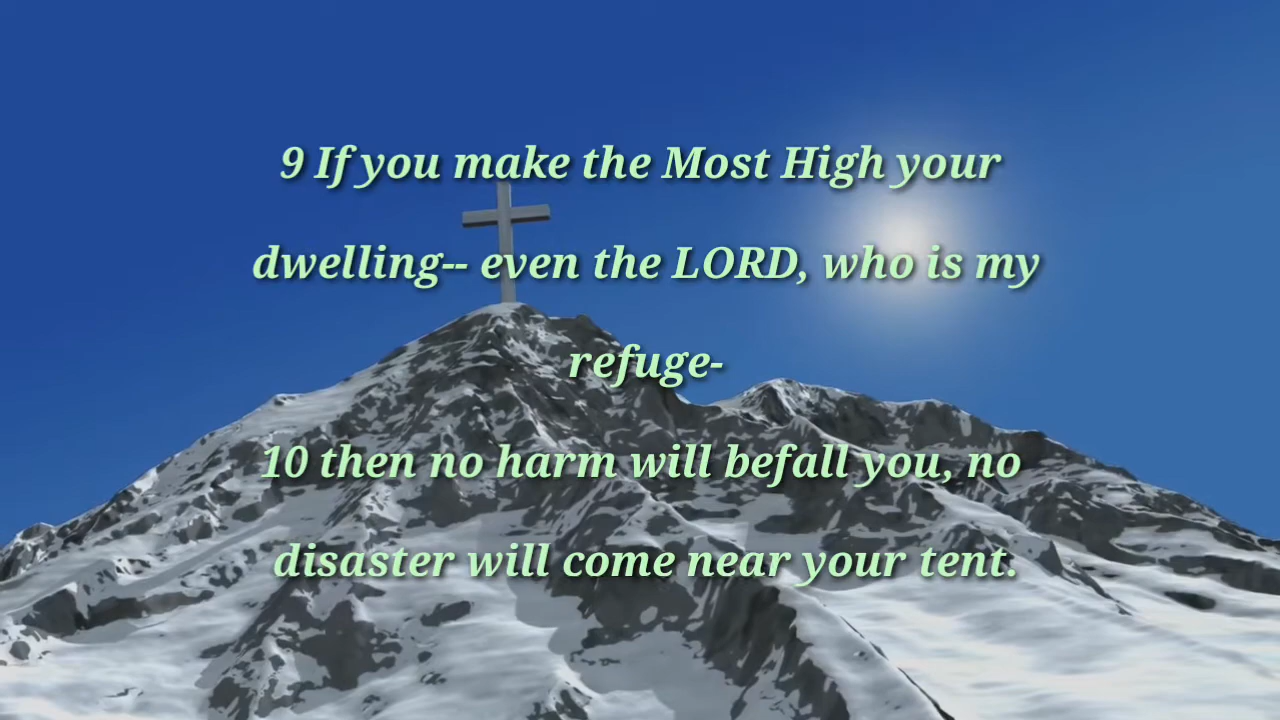 9 If you make the Most High your
dwelling-- even the LORD, who is my
refuge-
10 then no harm will befall you, no
disaster will come near your tent.